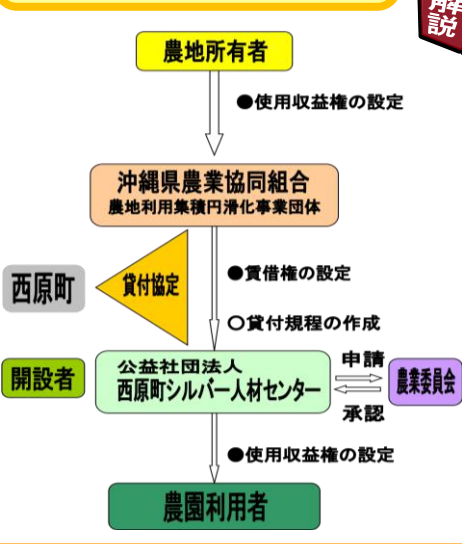 解説
農地所有者
●使用収益権の設定
沖縄県農業協同組合
農地利用集積円滑化事業団体
西原町
貸付協定
●賃借権の設定
○貸付規程の作成
開設者
公益社団法人
西原町シルバー人材センター
申請
承認
農業委員会
●使用収益権の設定
農園利用者